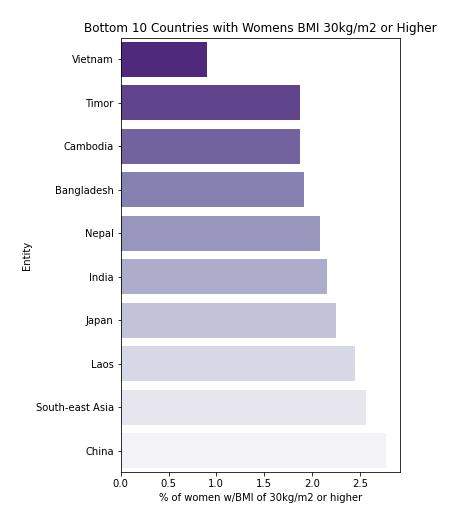 Bottom 10 Countries with Womens BMI 30kg/m2 or Higher
Entity
Vietnam
Timor
Cambodia
Bangladesh
Nepal
India
Japan
Laos
South-east Asia
China
0.0 0.5 1.0 1.5 2.0 2.5
% of women w/BMI of 30kg/m2 or higher